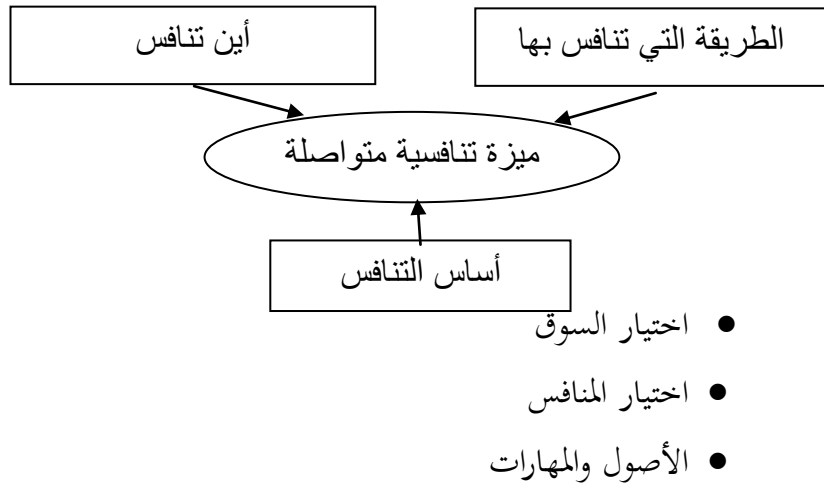 الطريقة التي تنافس بها
أين تنافس
ميزة تنافسية متواصلة
أساس التنافس
اختيار السوق
اختيار المنافس
الأصول والمهارات